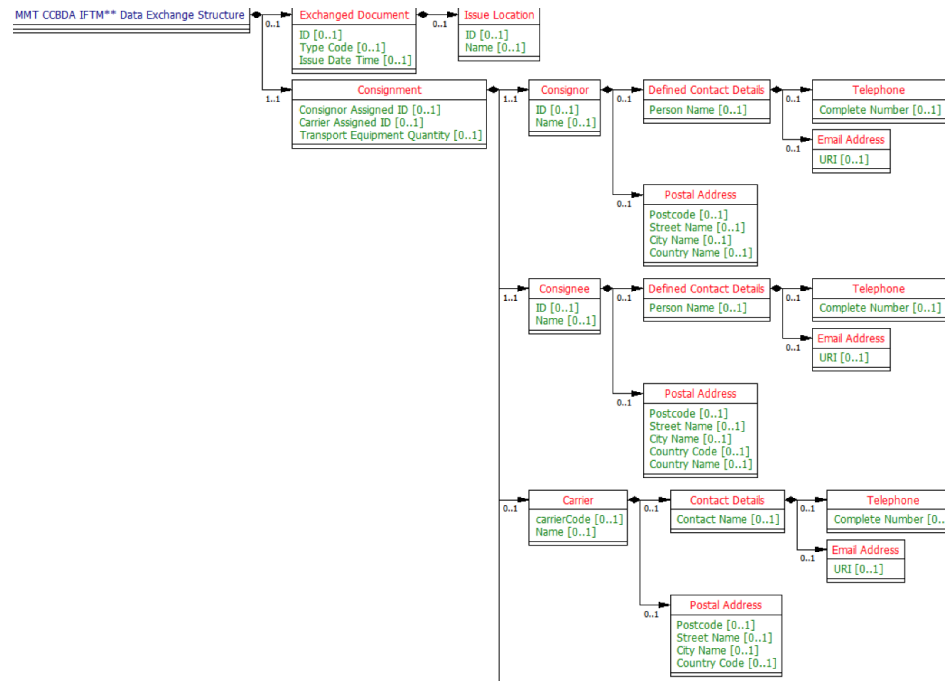 MMT CCBDA IFTM** Data Exchange Structure
0..1
Exchanged Document
ID [0..1]
Type Code [0..1]
Issue Date Time [0..1]
0..1
Issue Location
ID [0..1]
Name [0..1]
1..1
Consignment
Consignor Assigned ID [0..1]
Carrier Assigned ID [0..1]
Transport Equipment Quantity [0..1]
1..1
Consignor
ID [0..1]
Name [0..1]
0..1
Defined Contact Details
Person Name [0..1]
0..1
Telephone
Complete Number [0..1]
0..1
Email Address
URI [0..1]
0..1
Postal Address
Postcode [0..1]
Street Name [0..1]
City Name [0..1]
Country Name [0..1]
1..1
Consignee
ID [0..1]
Name [0..1]
0..1
Defined Contact Details
Person Name [0..1]
0..1
Telephone
Complete Number [0..1]
0..1
Email Address
URI [0..1]
0..1
Postal Address
Postcode [0..1]
Street Name [0..1]
City Name [0..1]
Country Code [0..1]
Country Name [0..1]
0..1
Carrier
carrierCode [0..1]
Name [0..1]
0..1
Contact Details
Contact Name [0..1]
0..1
Telephone
Complete Number [0..
0..1
Email Address
URI [0..1]
0..1
Postal Address
Postcode [0..1]
Street Name [0..1]
City Name [0..1]
Country Code [0..1]